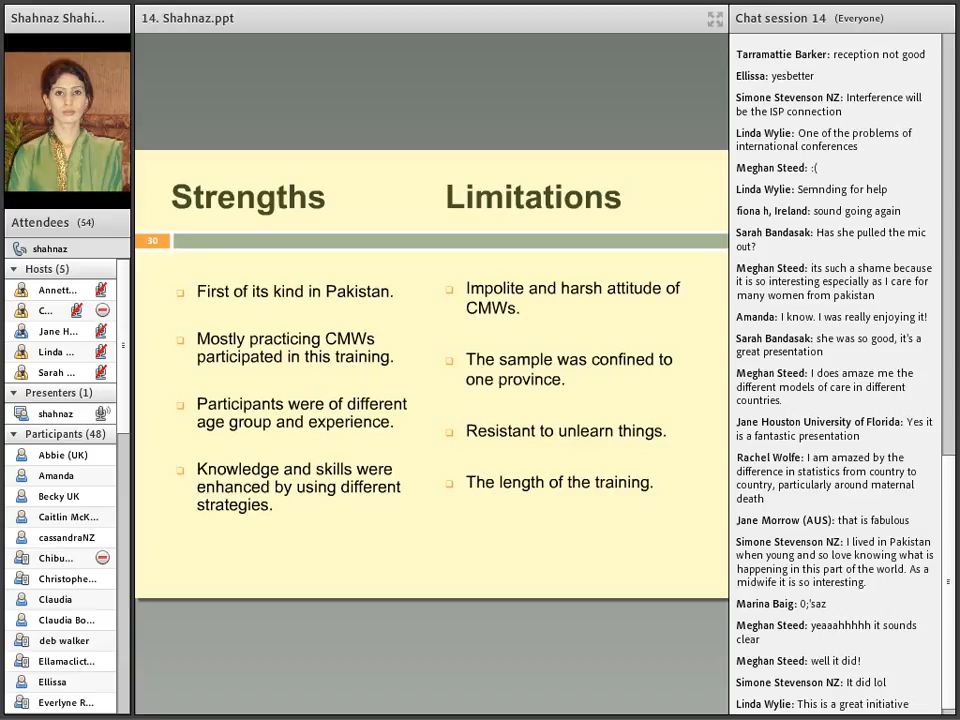 Shahnaz Shahi...
14. Shahnaz.ppt
Chat session 14 (Everyone)
Attendees (54)
shahnaz
Hosts (5)
Annett...
C...
Jane H...
Linda ...
Sarah ...
Presenters (1)
shahnaz
Participants (48)
Abbie (UK)
Amanda
Becky UK
Caitlin McK...
cassandraNZ
Chibu...
Christophe...
Claudia
Claudia Bo...
deb walker
Ellamaclict...
Ellissa
Everlyne R...
Strengths
Limitations
30
First of its kind in Pakistan.
Mostly practicing CMWs
participated in this training.
Participants were of different
age group and experience.
Knowledge and skills were
enhanced by using different
strategies.
Impolite and harsh attitude of
CMWs.
The sample was confined to
one province.
Resistant to unlearn things.
The length of the training.
Tarramattie Barker: reception not good
Ellissa: yesbetter
Simone Stevenson NZ: Interference will
be the ISP connection
Linda Wylie: One of the problems of
international conferences
Meghan Steed: :(
Linda Wylie: Semnding for help
fiona h, Ireland: sound going again
Sarah Bandasak: Has she pulled the mic
out?
Meghan Steed: its such a shame because
it is so interesting especially as I care for
many women from pakistan
Amanda: I know. I was really enjoying it!
Sarah Bandasak: she was so good, it's a
great presentation
Meghan Steed: I does amaze me the
different models of care in different
countries.
Jane Houston University of Florida: Yes it
is a fantastic presentation
Rachel Wolfe: I am amazed by the
difference in statistics from country to
country, particularly around maternal
death
Jane Morrow (AUS): that is fabulous
Simone Stevenson NZ: I lived in Pakistan
when young and so love knowing what is
happening in this part of the world. As a
midwife it is so interesting.
Marina Baig: 0;'saz
Meghan Steed: yeaaahhhhh it sounds
clear
Meghan Steed: well it did!
Simone Stevenson NZ: It did lol
Linda Wylie: This is a great initiative